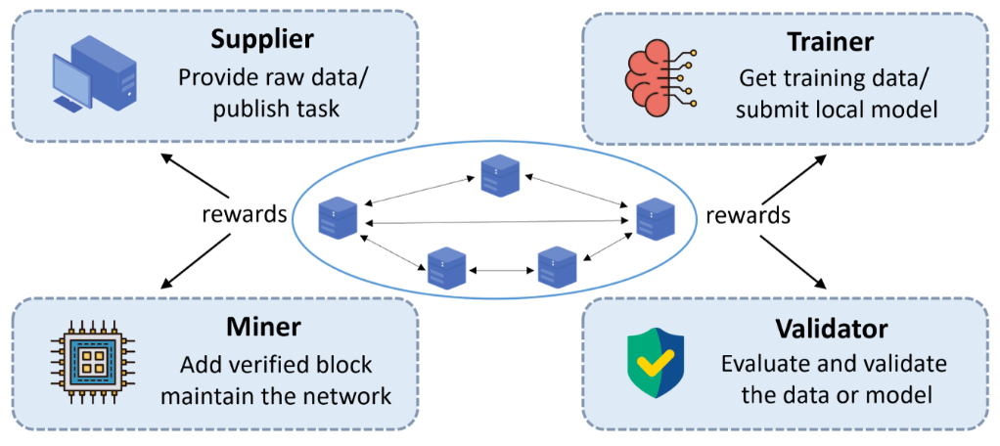 Supplier
Provide raw data/
publish task
Trainer
Get training data/
submit local model
rewards
rewards
Miner
Add verified block
maintain the network
Validator
Evaluate and validate
the data or model